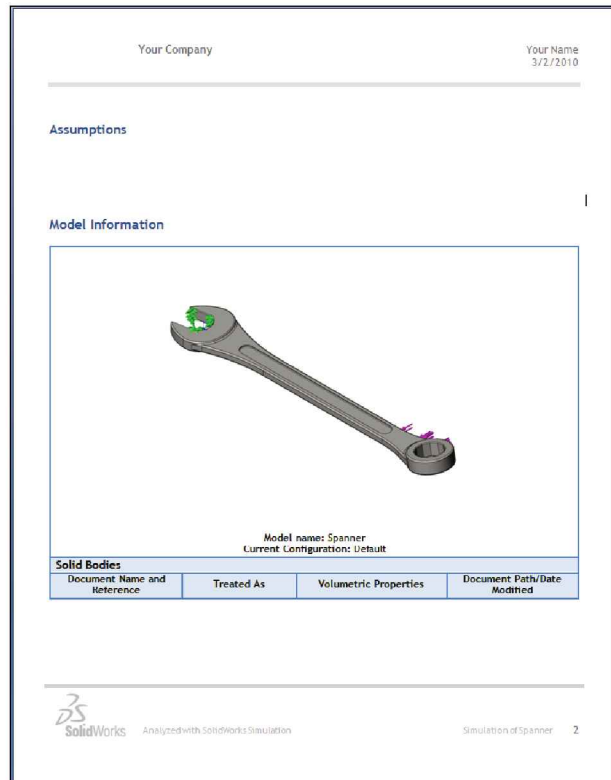 Your Company
Your Name
3/2/2010
Assumptions
Model Information
Model name: Spanner
Current Configuration: Default
Solid Bodies
Document Name and
Reference
Treated As
Volumetric Properties
Document Path/Date
Modified
SolidWorks
Analyzed with SolidWorks Simulation
Simulation of Spanner
2